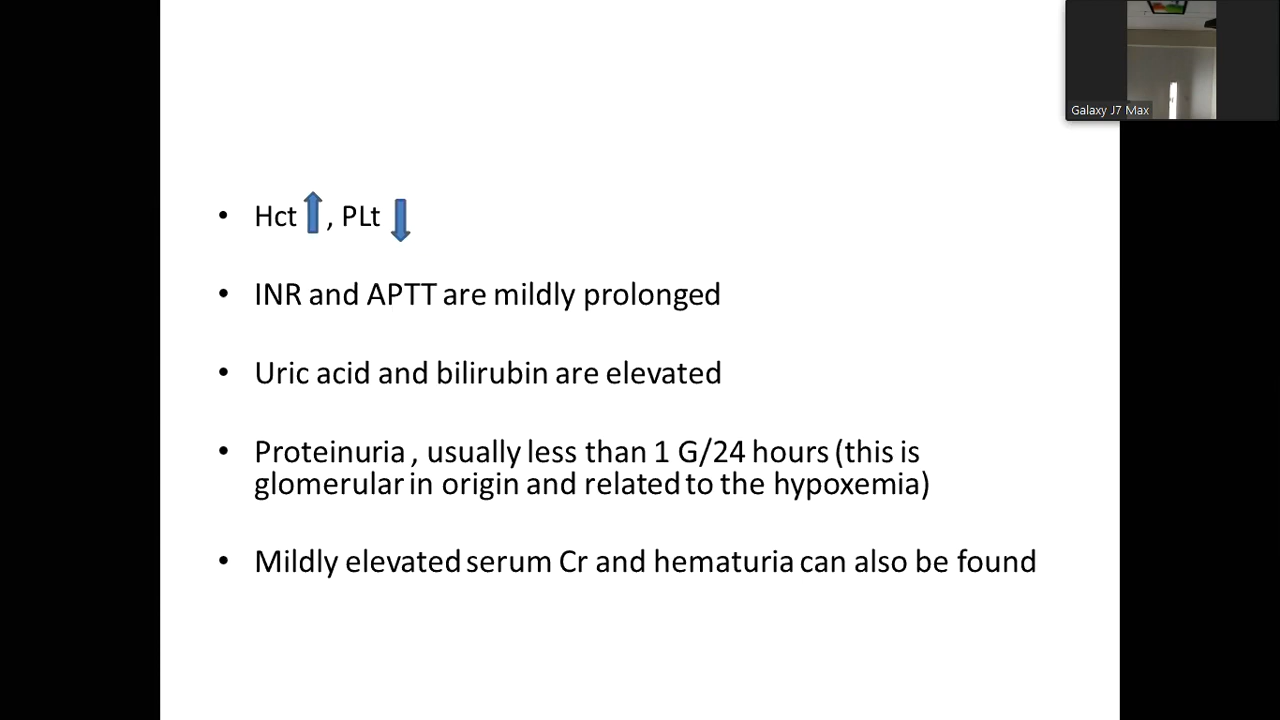 Galaxy J7 Max
• Hct , PLt
• INR and APTT are mildly prolonged
• Uric acid and bilirubin are elevated
• Proteinuria , usually less than 1 G/24 hours (this is
glomerular in origin and related to the hypoxemia)
• Mildly elevated serum Cr and hematuria can also be found